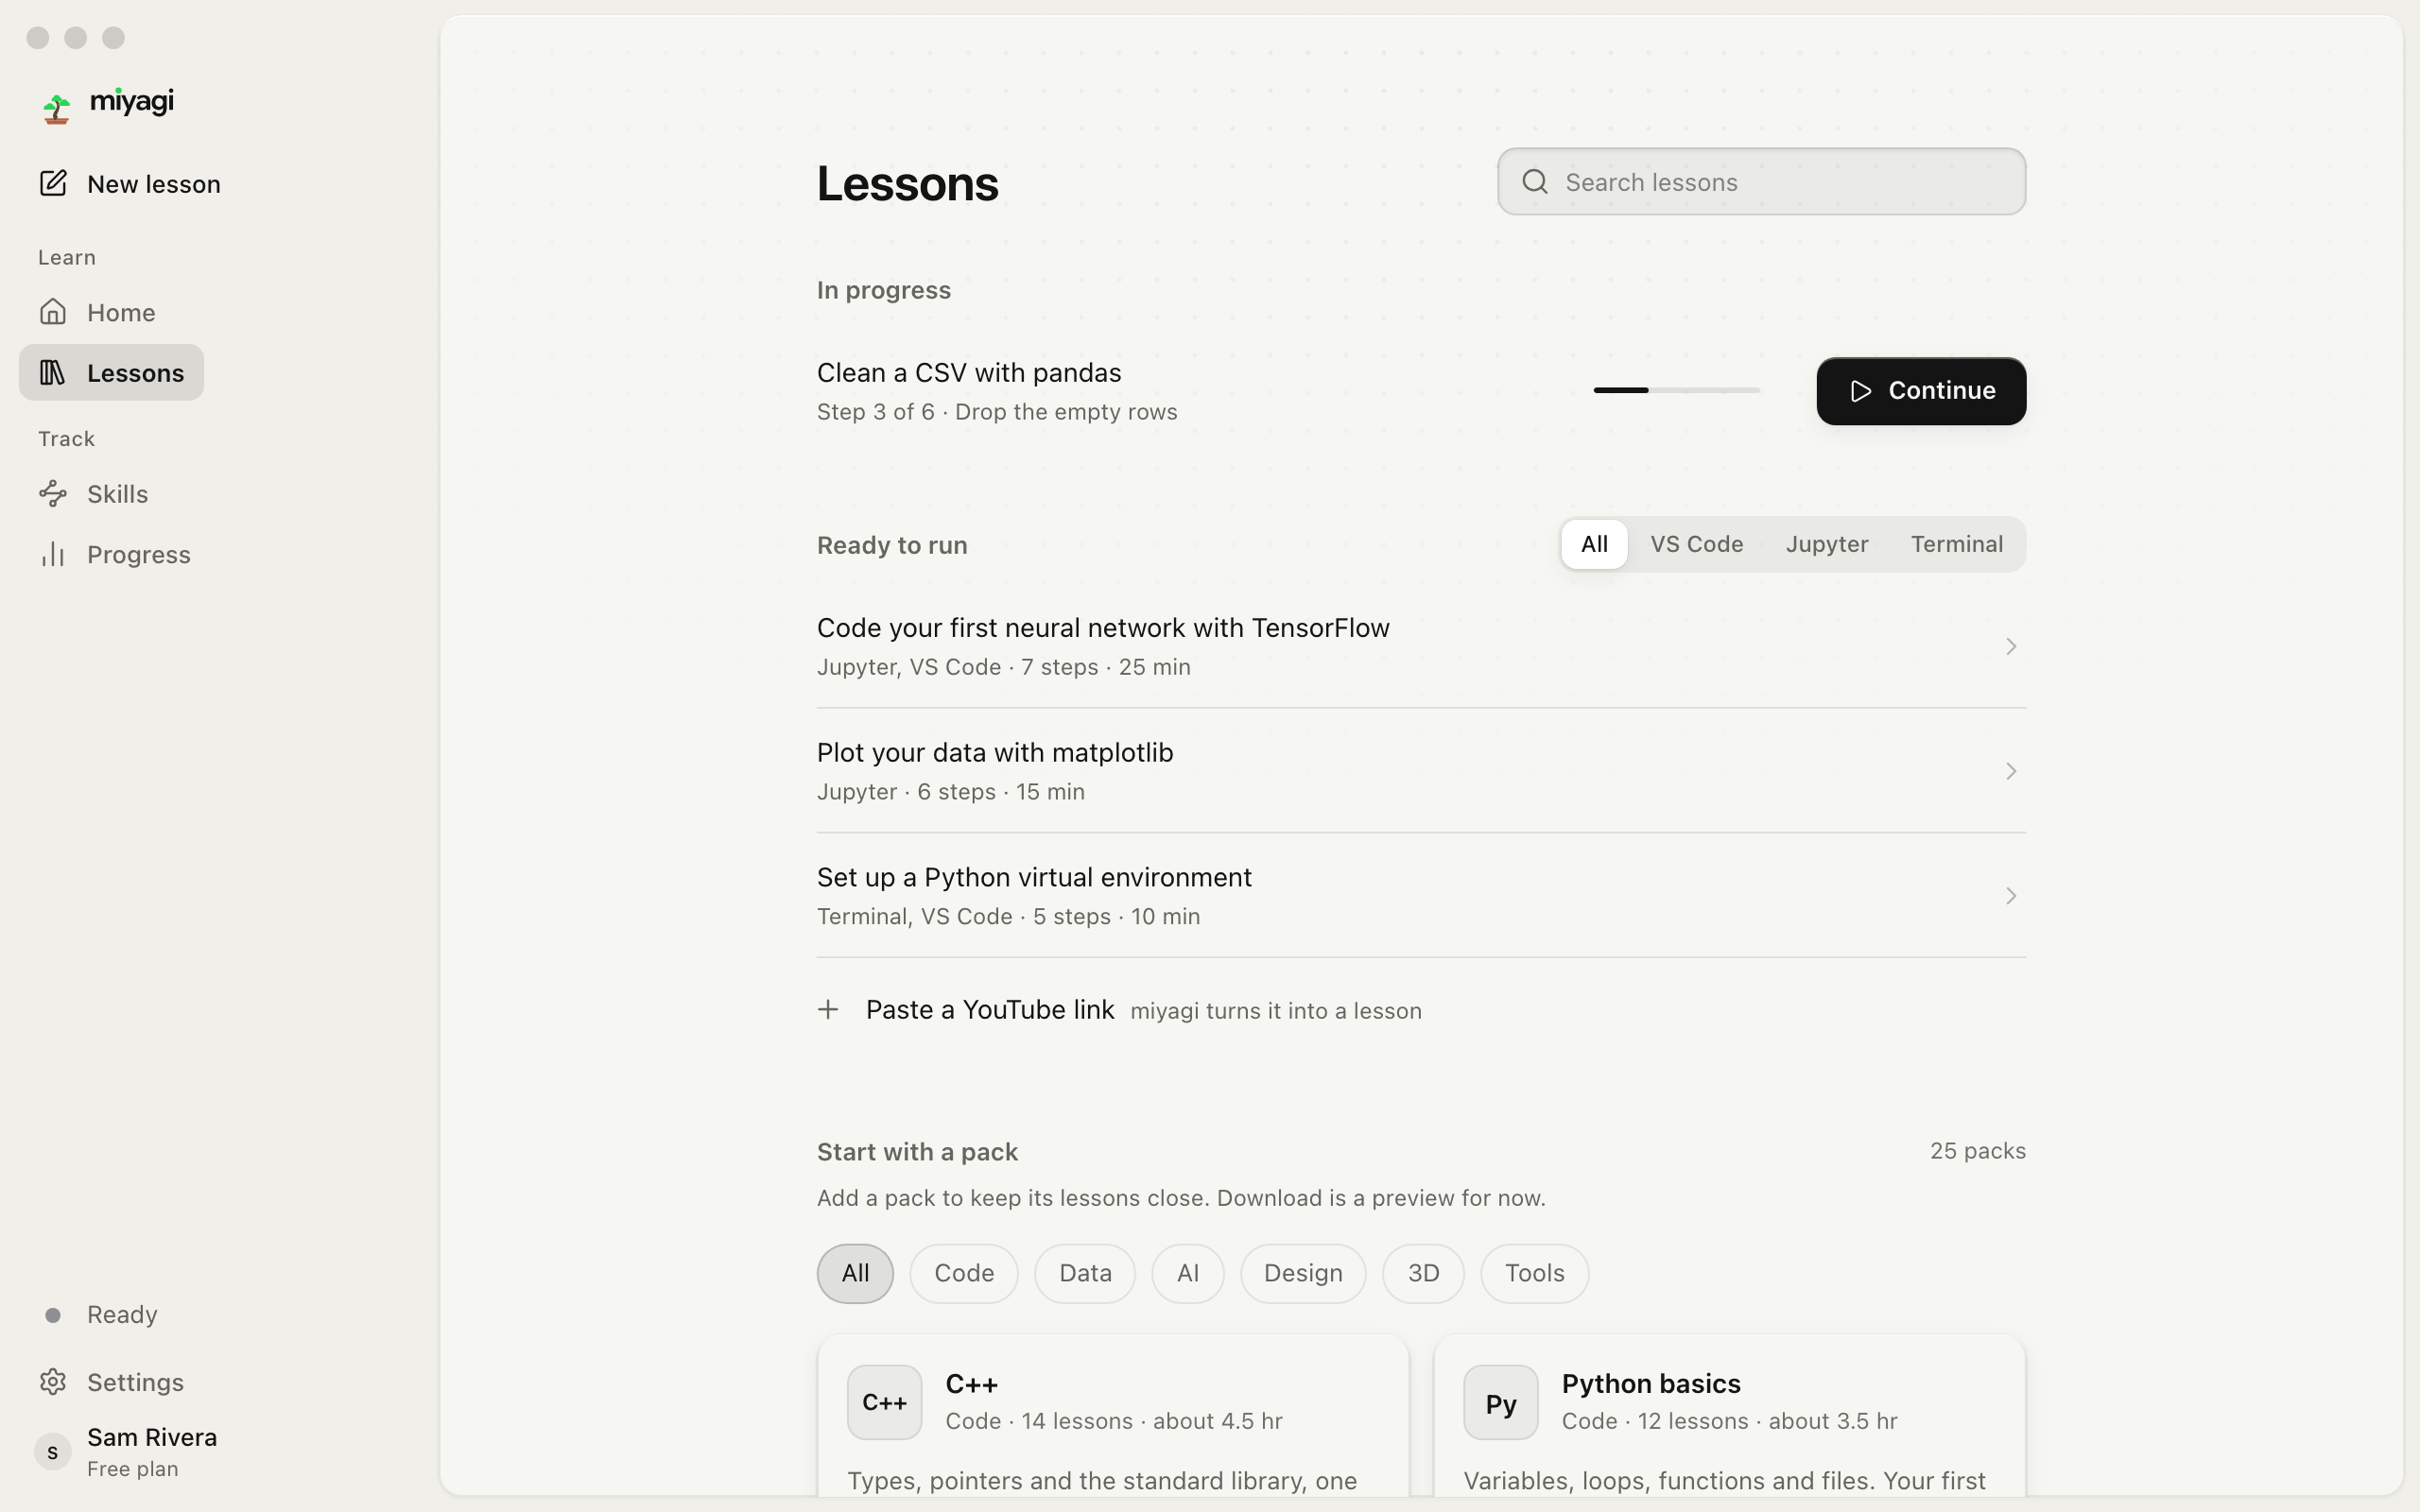 miyagi
New lesson
Learn
Home
Lessons
Track
Skills
Progress
Ready
Settings
S
Sam Rivera
Free plan
Lessons
Search lessons
In progress
Clean a CSV with pandas
Step 3 of 6 · Drop the empty rows
Continue
Ready to run
All
VS Code
Jupyter
Terminal
Code your first neural network with TensorFlow
Jupyter, VS Code · 7 steps · 25 min
Plot your data with matplotlib
Jupyter · 6 steps · 15 min
Set up a Python virtual environment
Terminal, VS Code · 5 steps · 10 min
Paste a YouTube link miyagi turns it into a lesson
Start with a pack
25 packs
Add a pack to keep its lessons close. Download is a preview for now.
All
Code
Data
AI
Design
3D
Tools
C++
C++
Code · 14 lessons · about 4.5 hr
Types, pointers and the standard library, one
Py
Python basics
Code · 12 lessons · about 3.5 hr
Variables, loops, functions and files. Your first